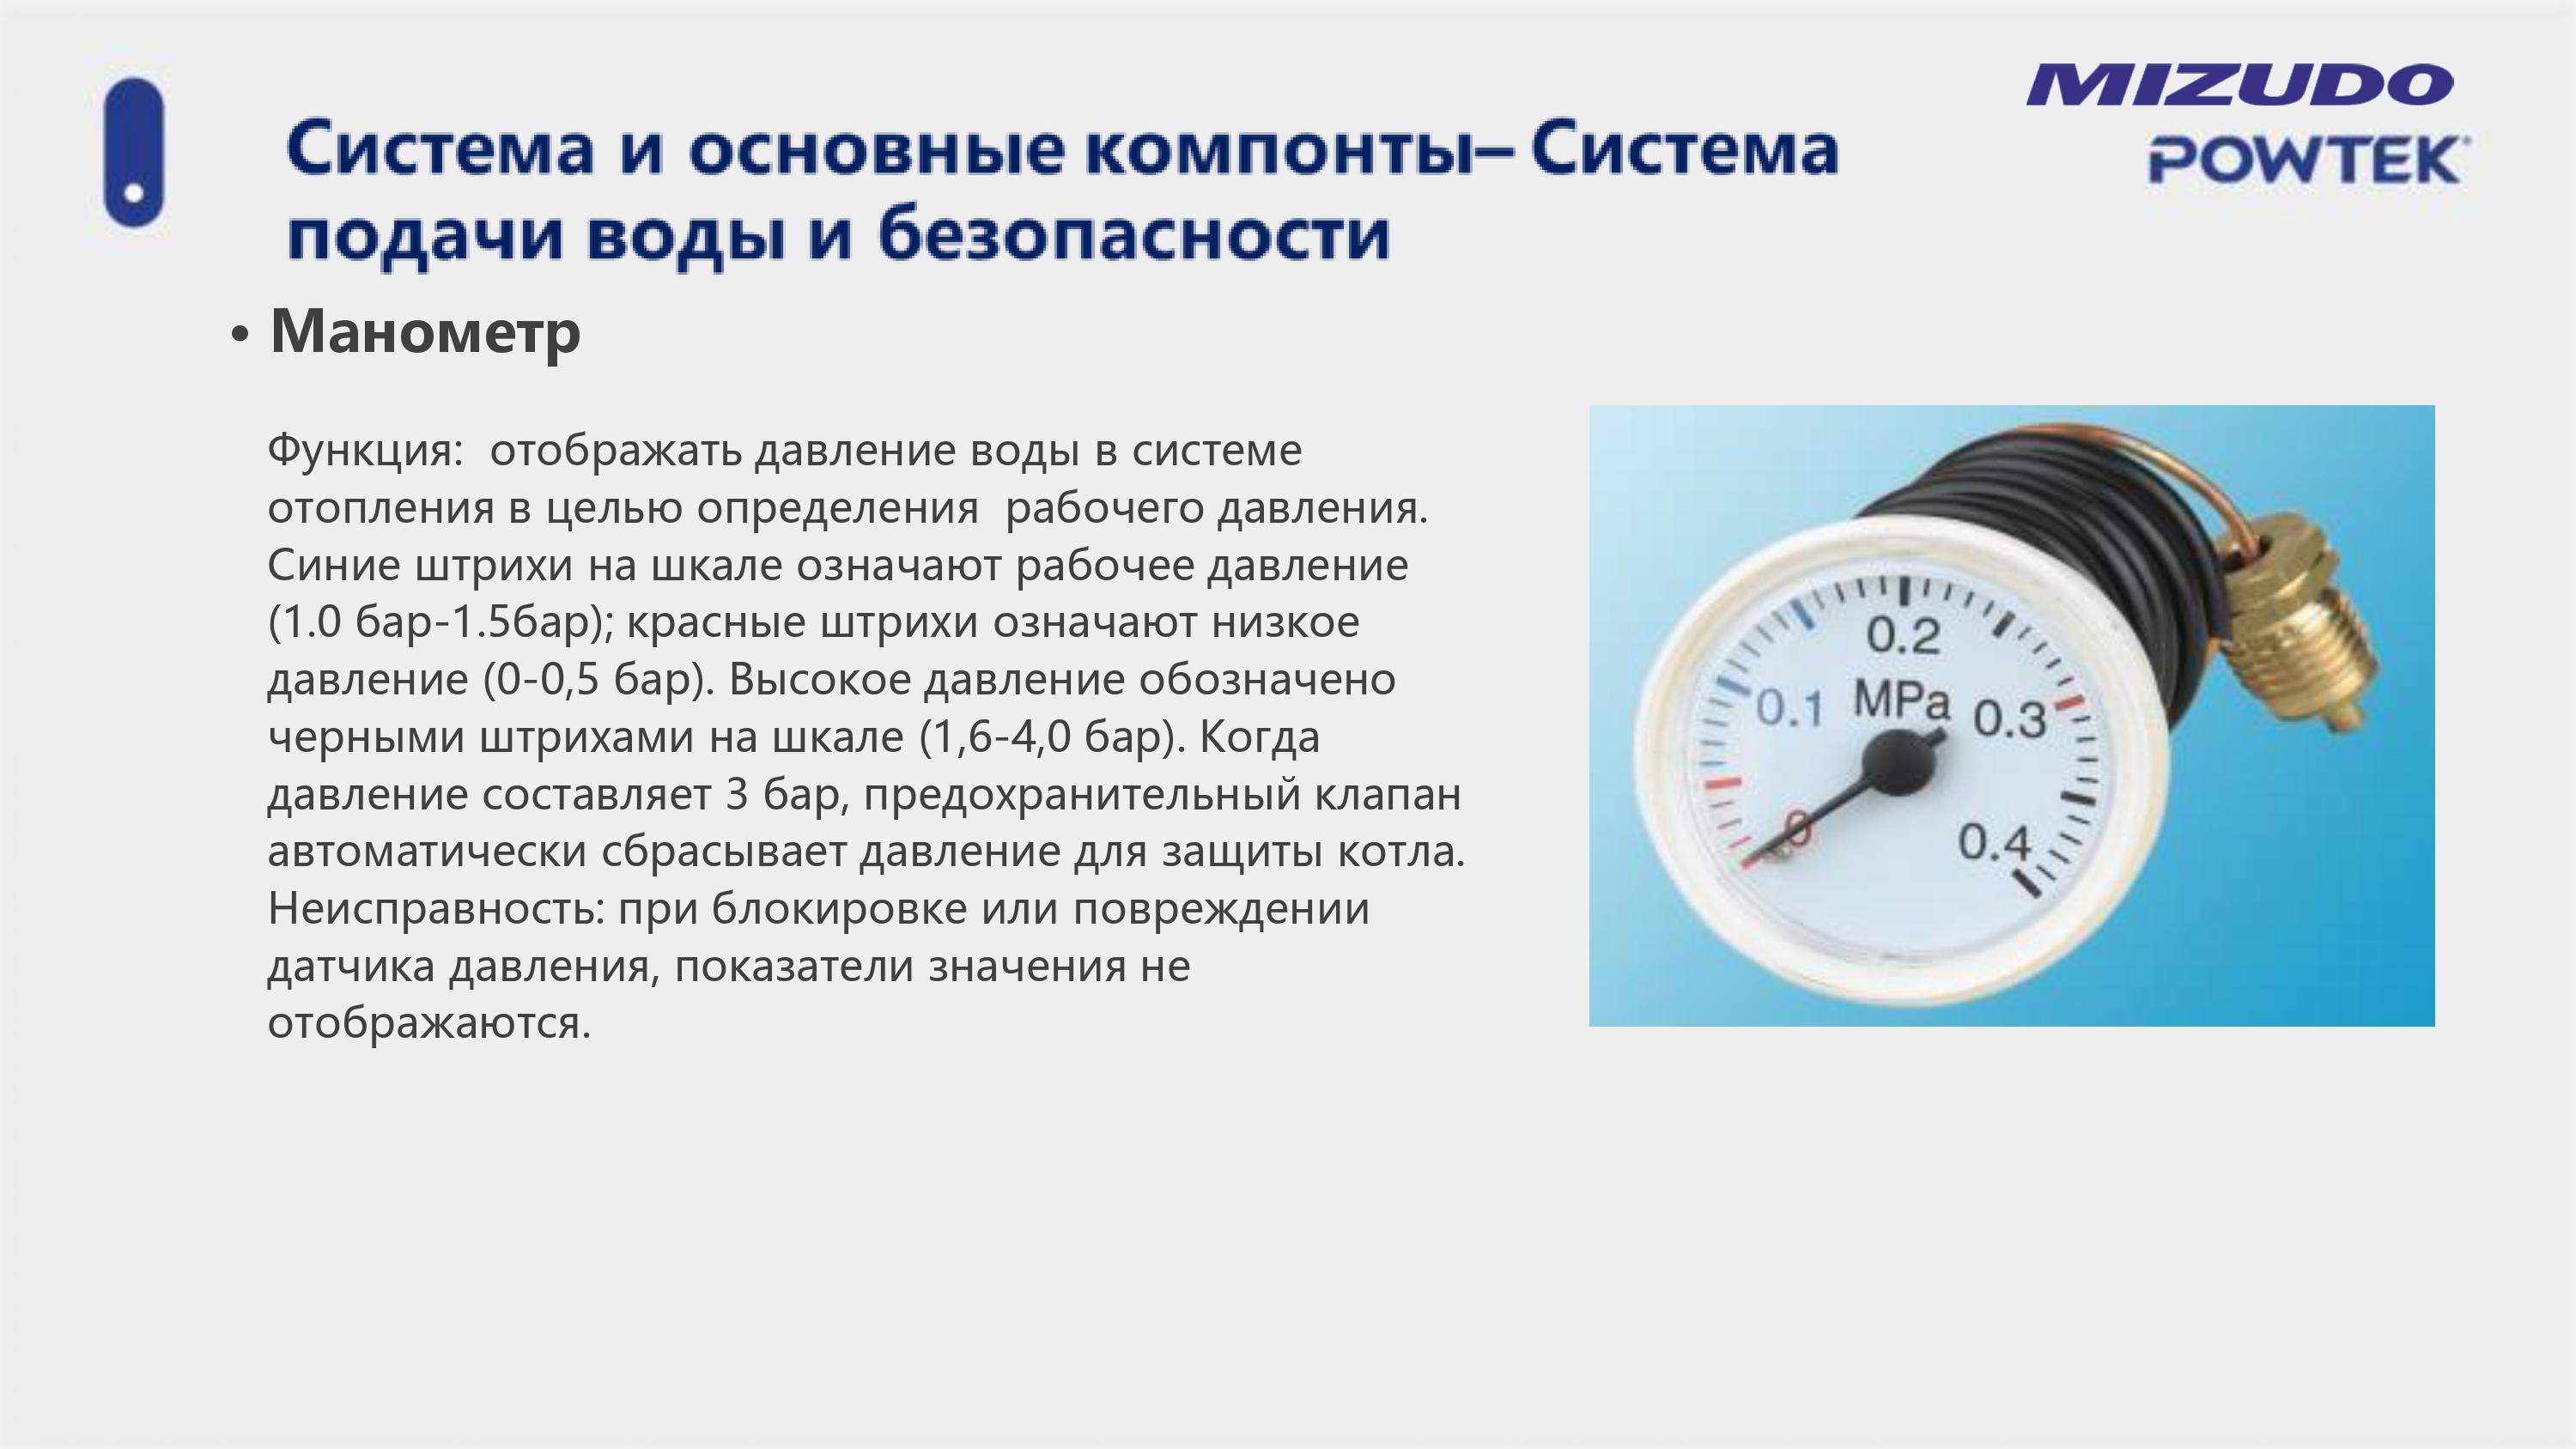 MIZUDO
POWTEK
Система и основные компонты– Система
подачи воды и безопасности
• Манометр
Функция:  отображать давление воды в системе
отопления в целью определения  рабочего давления.
Синие штрихи на шкале означают рабочее давление
(1.0 бар-1.5бар); красные штрихи означают низкое
давление (0-0,5 бар). Высокое давление обозначено
черными штрихами на шкале (1,6-4,0 бар). Когда
давление составляет 3 бар, предохранительный клапан
автоматически сбрасывает давление для защиты котла.
Неисправность: при блокировке или повреждении
датчика давления, показатели значения не
отображаются.
0.2
0.1 MPa 0.3
0
0.4